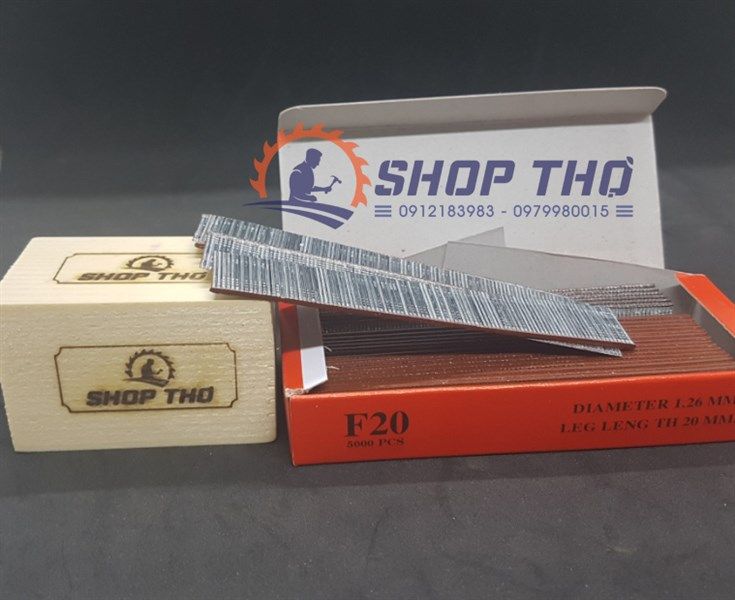 SHOP THỢ
0912183983 - 0979980015
SHOP THỢ
SHOP THỢ
F20
5000 PCS
DIAMETER 1.26 MM
LEG LENG TH 20 MM